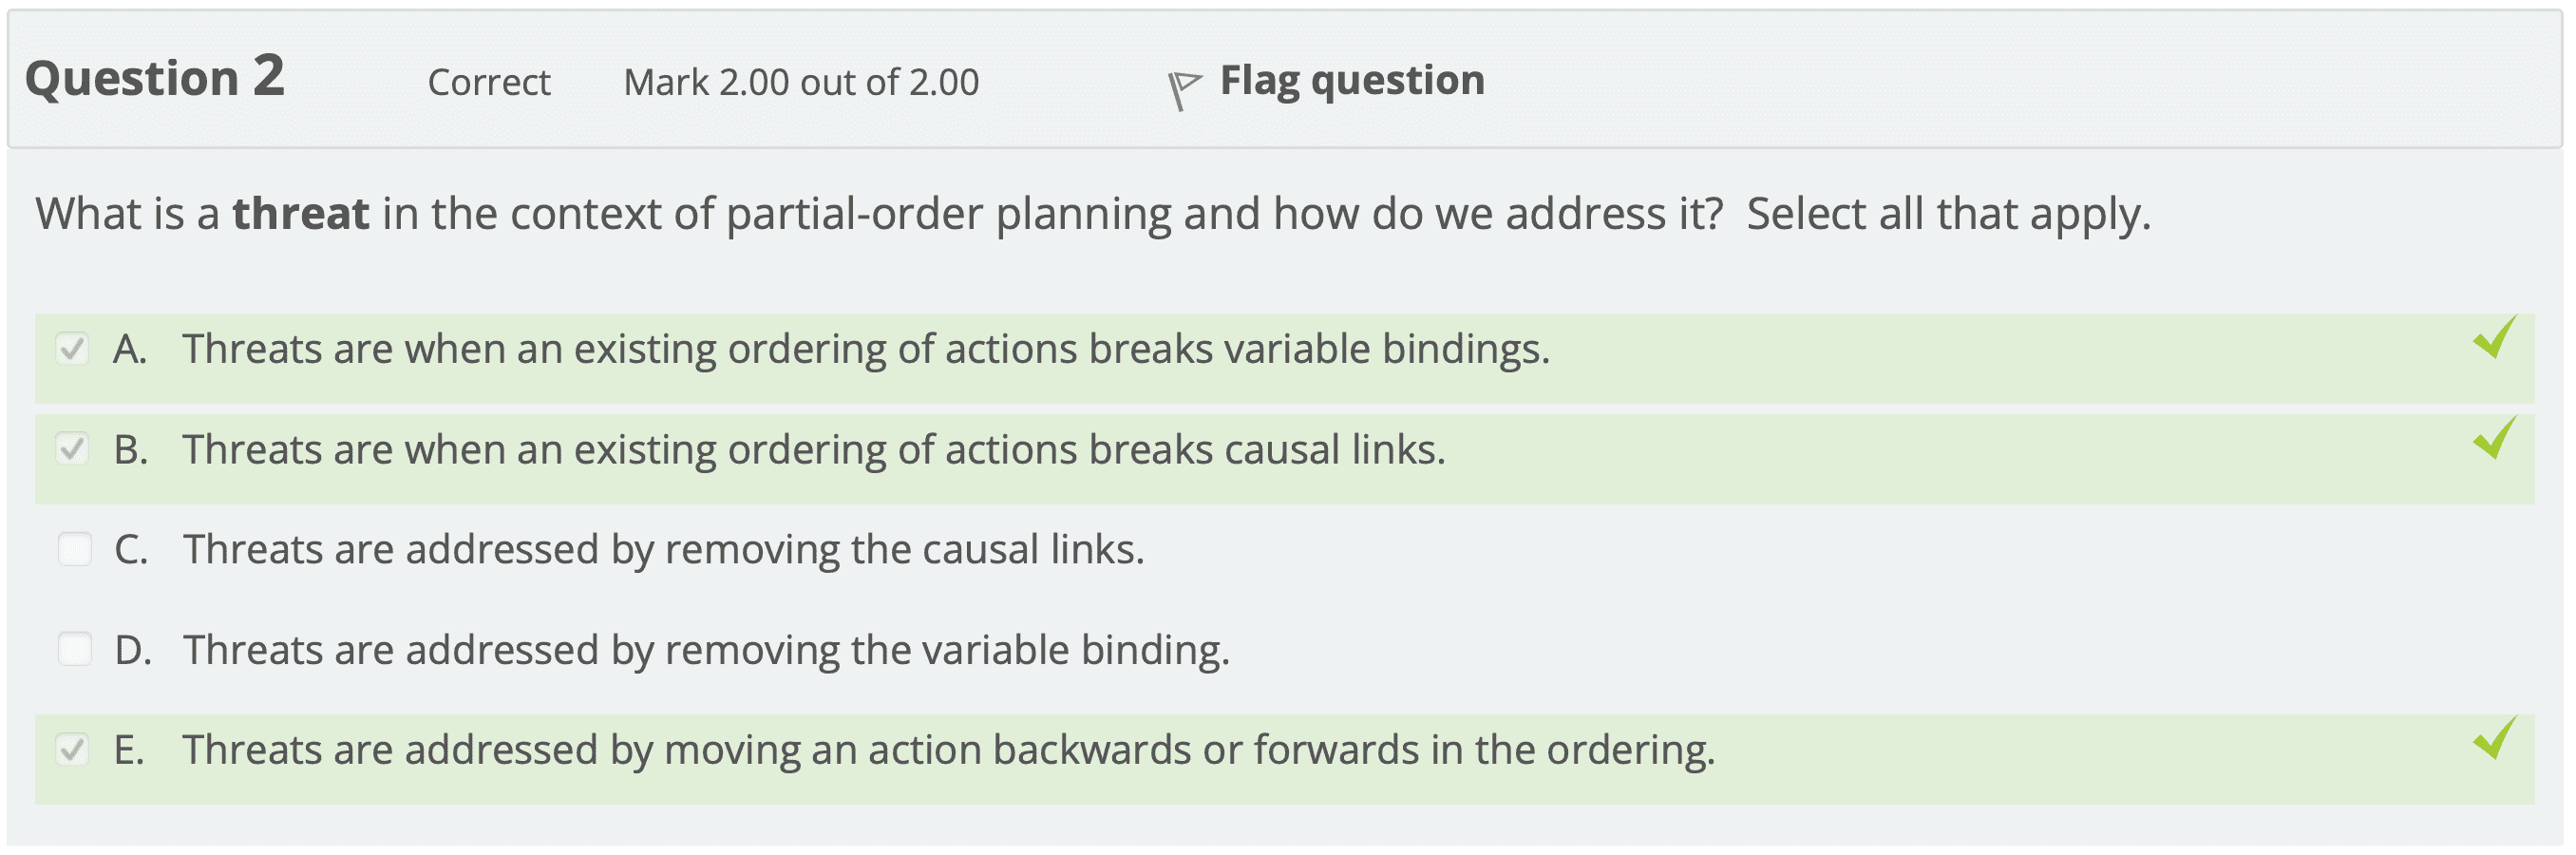 Question 2 Correct Mark 2.00 out of 2.00 Flag question
What is a threat in the context of partial-order planning and how do we address it? Select all that apply.
A. Threats are when an existing ordering of actions breaks variable bindings.
B. Threats are when an existing ordering of actions breaks causal links.
C. Threats are addressed by removing the causal links.
D. Threats are addressed by removing the variable binding.
E. Threats are addressed by moving an action backwards or forwards in the ordering.